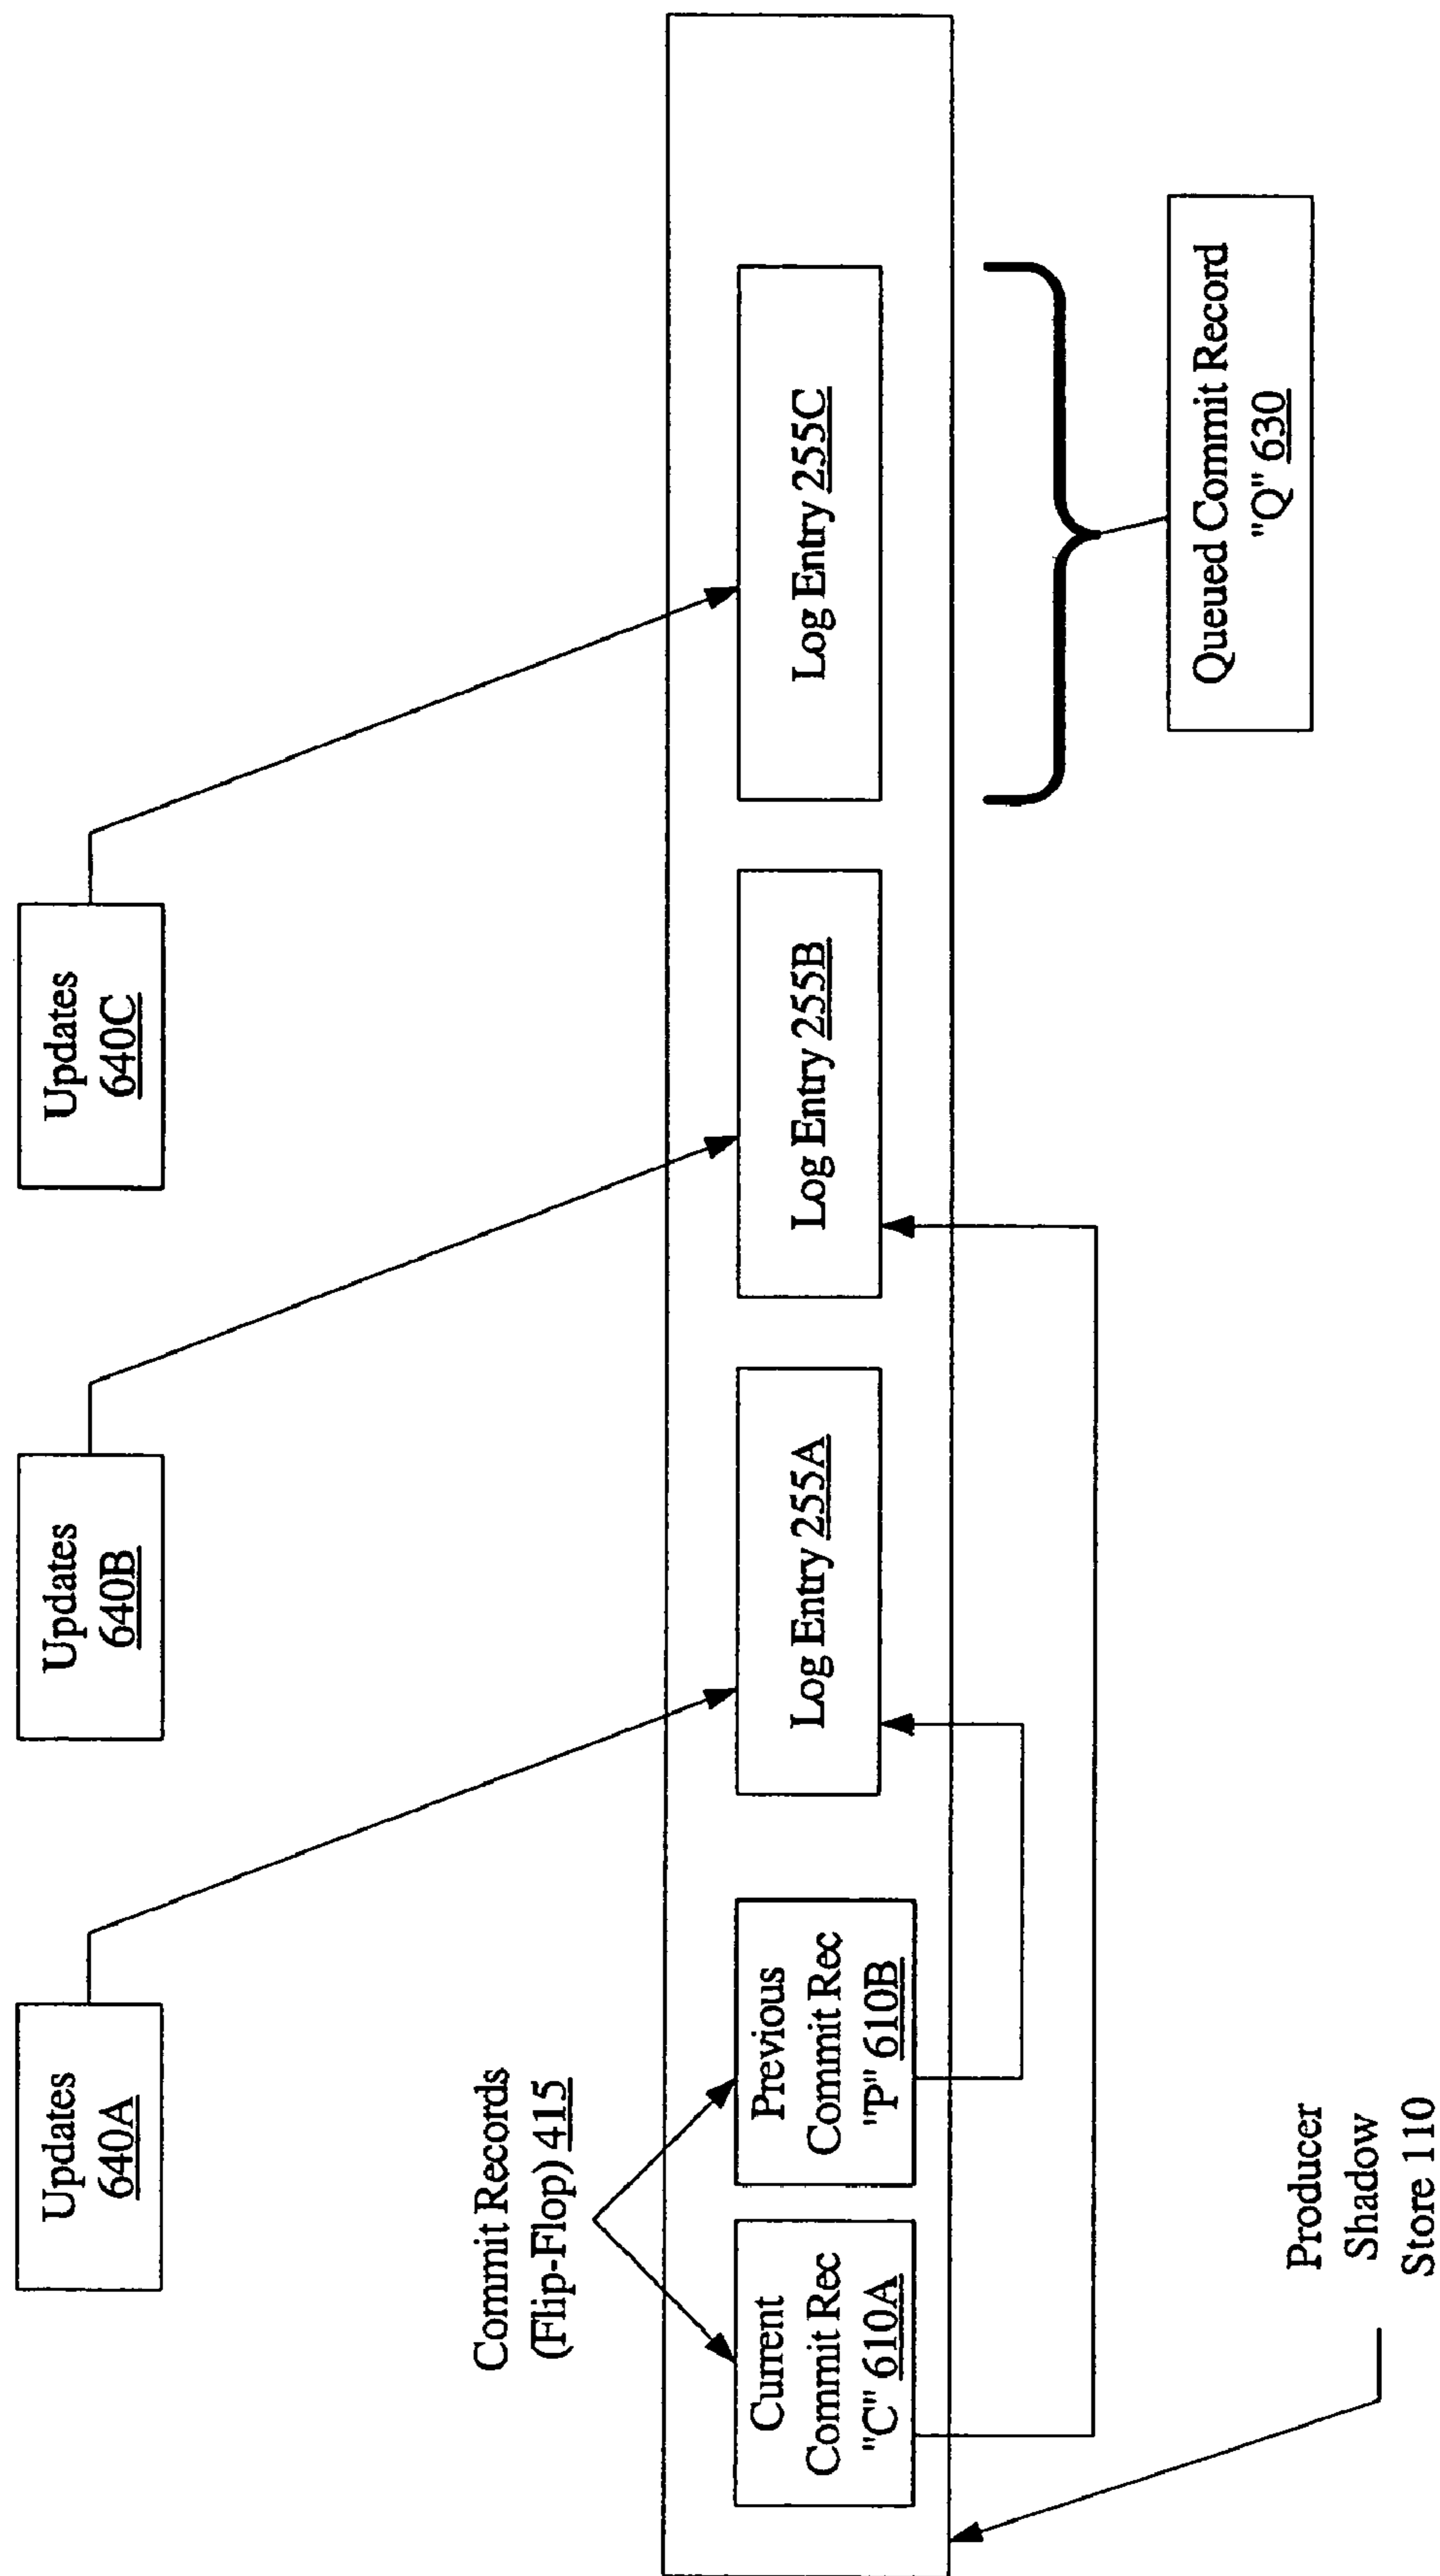 Updates
640A
Updates
640B
Updates
640C
Commit Records
(Flip-Flop) 415
Current
Commit Rec
"C" 610A
Previous
Commit Rec
"P" 610B
Log Entry 255A
Log Entry 255B
Log Entry 255C
Queued Commit Record
"Q" 630
Producer
Shadow
Store 110